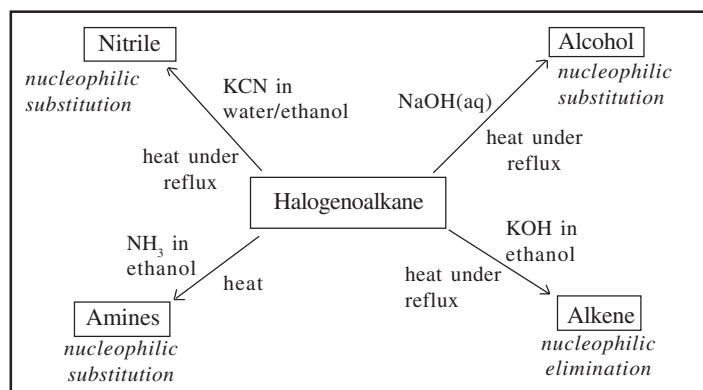 Nitrile
nucleophilic
substitution
KCN in
water/ethanol
heat under
reflux
Alcohol
nucleophilic
substitution
NaOH(aq)
heat under
reflux
Halogenoalkane
NH₃ in
ethanol
heat
Amines
nucleophilic
substitution
KOH in
ethanol
heat under
reflux
Alkene
nucleophilic
elimination